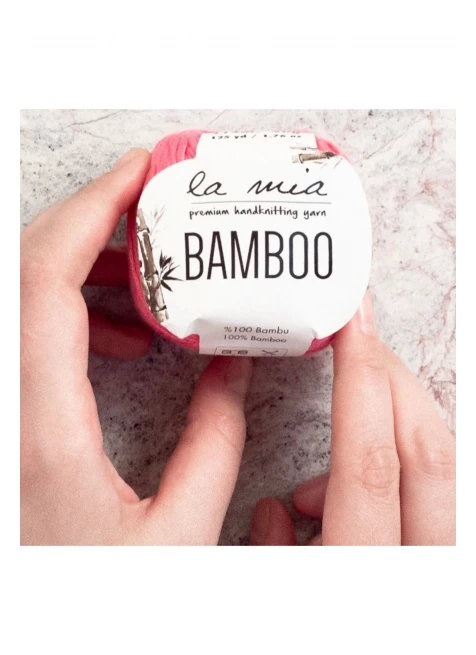 la mia
premium handknitting yarn
BAMBOO
%100 Bambu
100% Bamboo